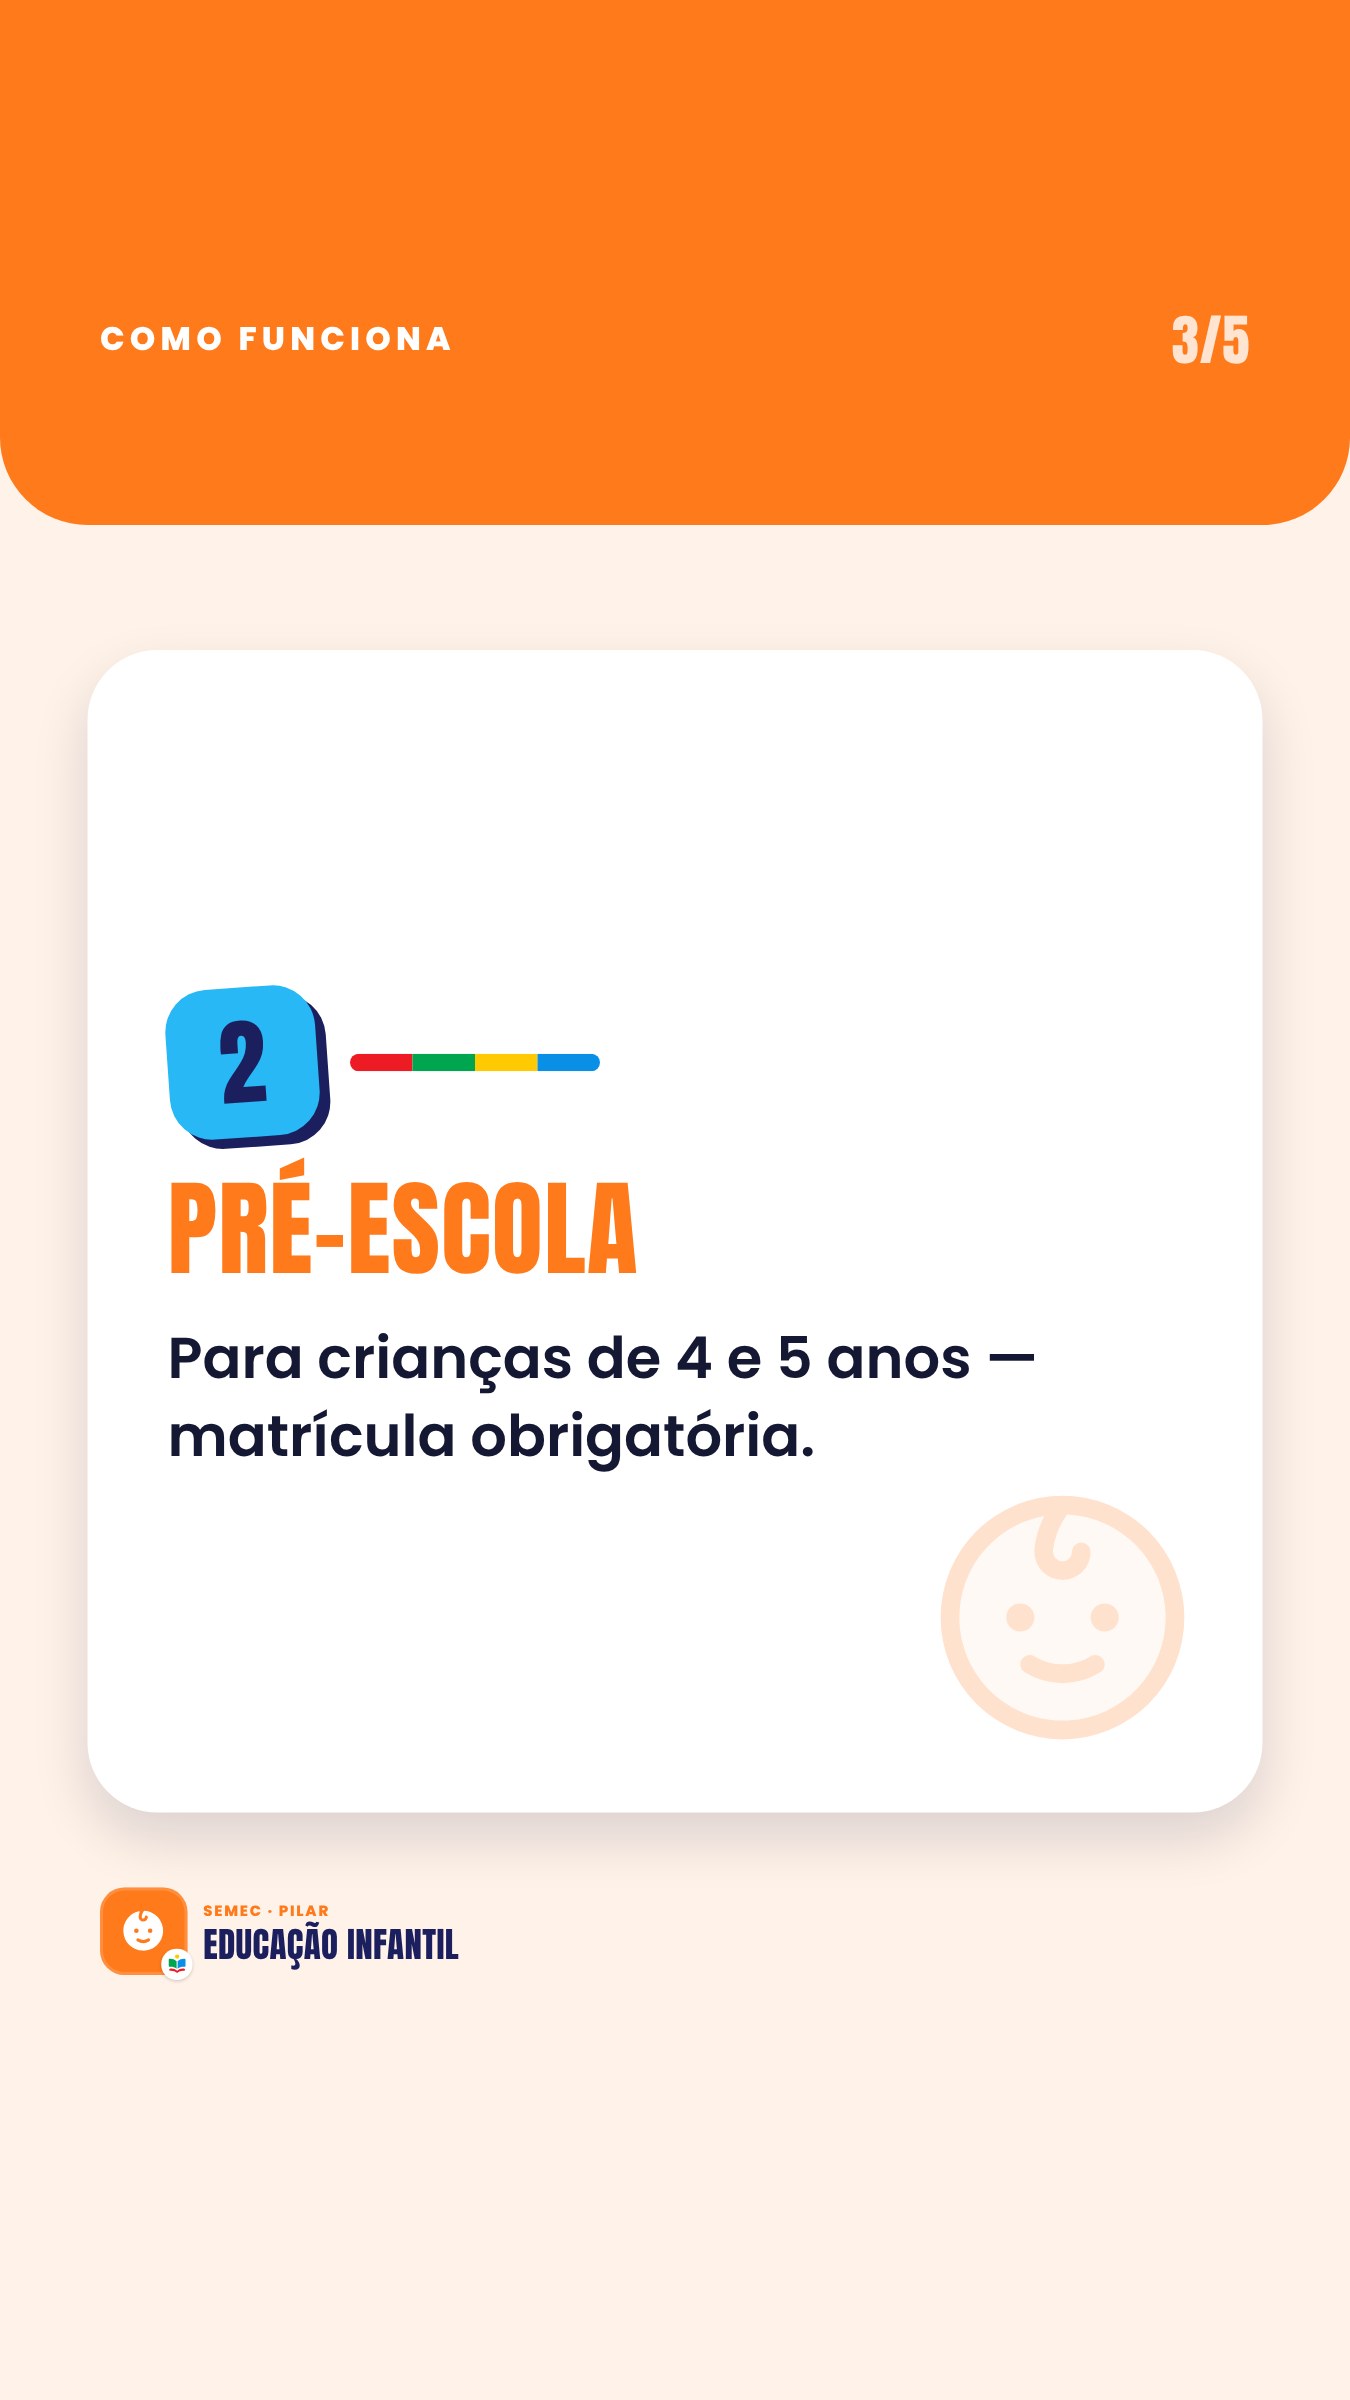 COMO FUNCIONA
3/5
2
PRÉ-ESCOLA
Para crianças de 4 e 5 anos —
matrícula obrigatória.
SEMEC · PILAR
EDUCAÇÃO INFANTIL